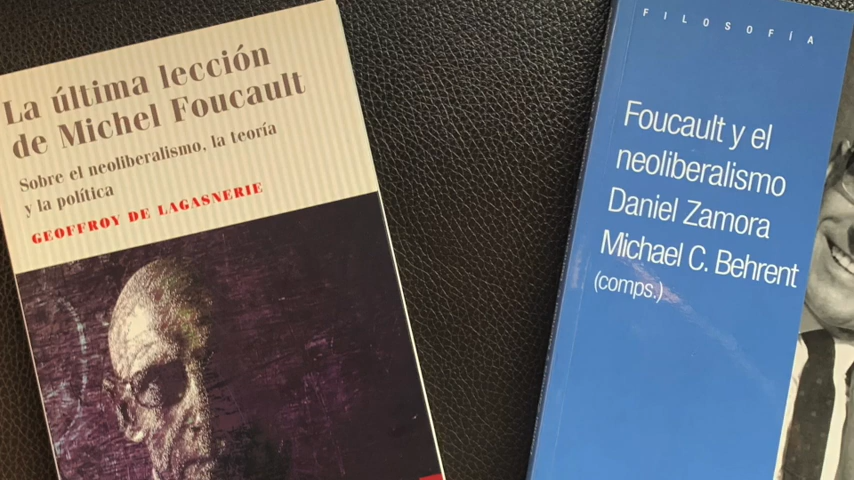 La última lección
de Michel Foucault
Sobre el neoliberalismo, la teoría
y la política
GEOFFROY DE LAGASNERIE
FILOSOFÍA
Foucault y el
neoliberalismo
Daniel Zamora
Michael C. Behrent
(comps.)